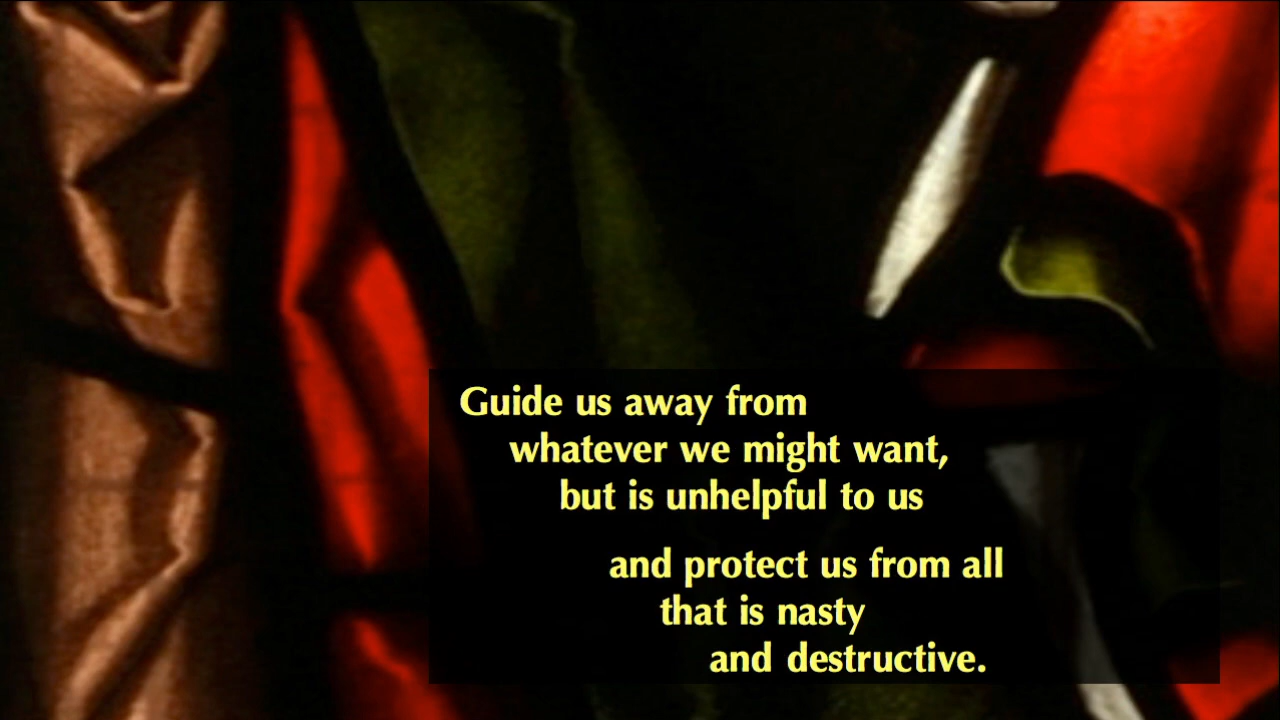 Guide us away from
whatever we might want,
but is unhelpful to us
and protect us from all
that is nasty
and destructive.